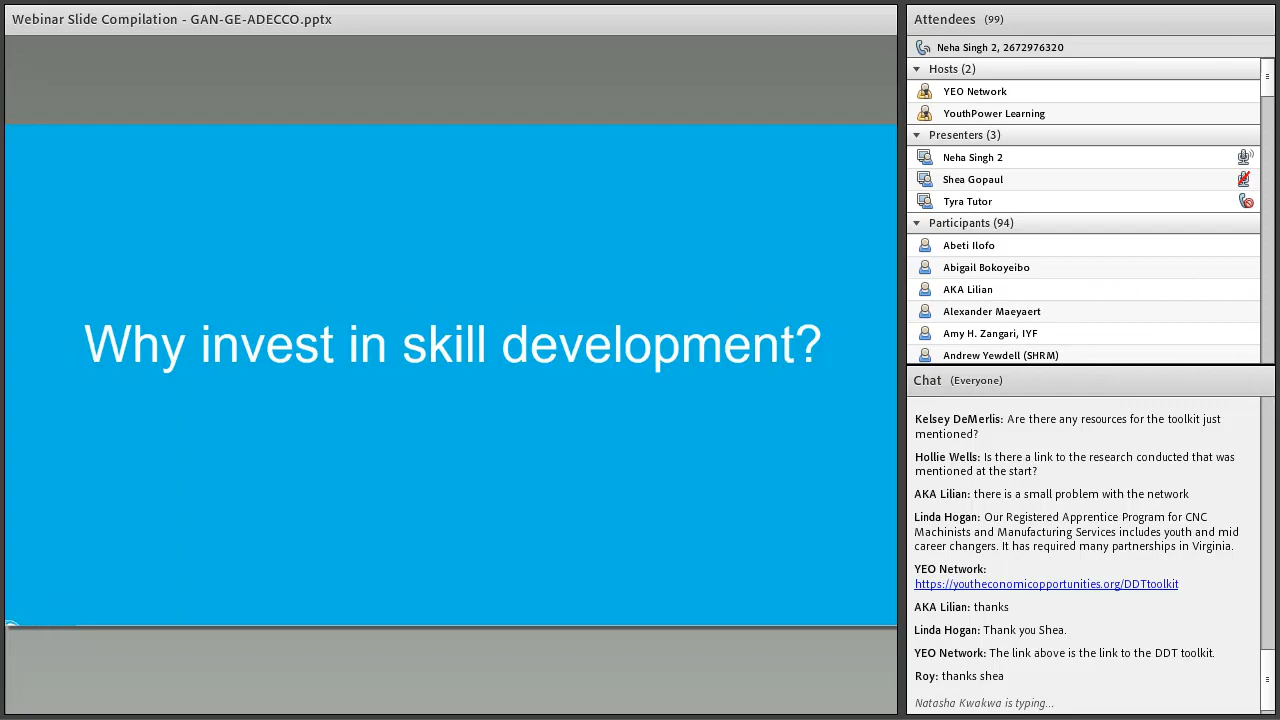 Webinar Slide Compilation - GAN-GE-ADECCO.pptx
Why invest in skill development?
Attendees (99)
Neha Singh 2, 2672976320
Hosts (2)
YEO Network
YouthPower Learning
Presenters (3)
Neha Singh 2
Shea Gopaul
Tyra Tutor
Participants (94)
Abeti Ilofo
Abigail Bokoyeibo
AKA Lilian
Alexander Maeyaert
Amy H. Zangari, IYF
Andrew Yewdell (SHRM)
Chat (Everyone)
Kelsey DeMerlis: Are there any resources for the toolkit just
mentioned?
Hollie Wells: Is there a link to the research conducted that was
mentioned at the start?
AKA Lilian: there is a small problem with the network
Linda Hogan: Our Registered Apprentice Program for CNC
Machinists and Manufacturing Services includes youth and mid
career changers. It has required many partnerships in Virginia.
YEO Network:
https://youtheconomicopportunities.org/DDTtoolkit
AKA Lilian: thanks
Linda Hogan: Thank you Shea.
YEO Network: The link above is the link to the DDT toolkit.
Roy: thanks shea
Natasha Kwakwa is typing...